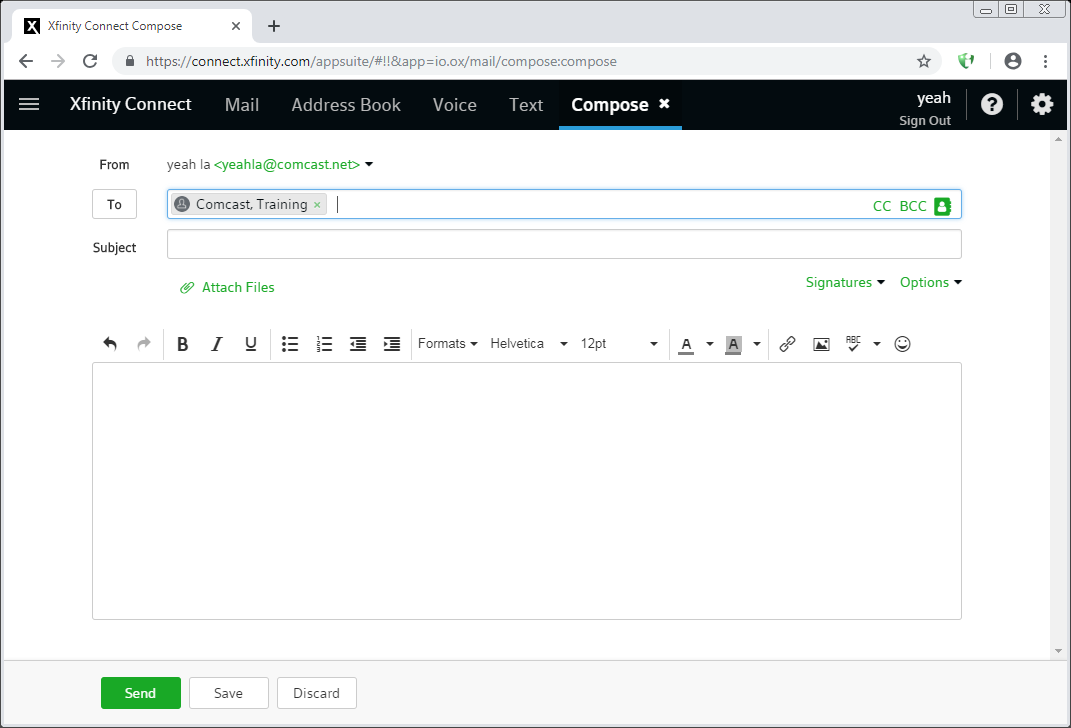 X Xfinity Connect Compose
https://connect.xfinity.com/appsuite/#!!&app=io.ox/mail/compose:compose
Xfinity Connect Mail Address Book Voice Text Compose yeah
Sign Out
From yeah la <yeahla@comcast.net>
To Comcast, Training × CC BCC
Subject
Attach Files Signatures Options
B I U Formats Helvetica 12pt A A ABC
Send Save Discard